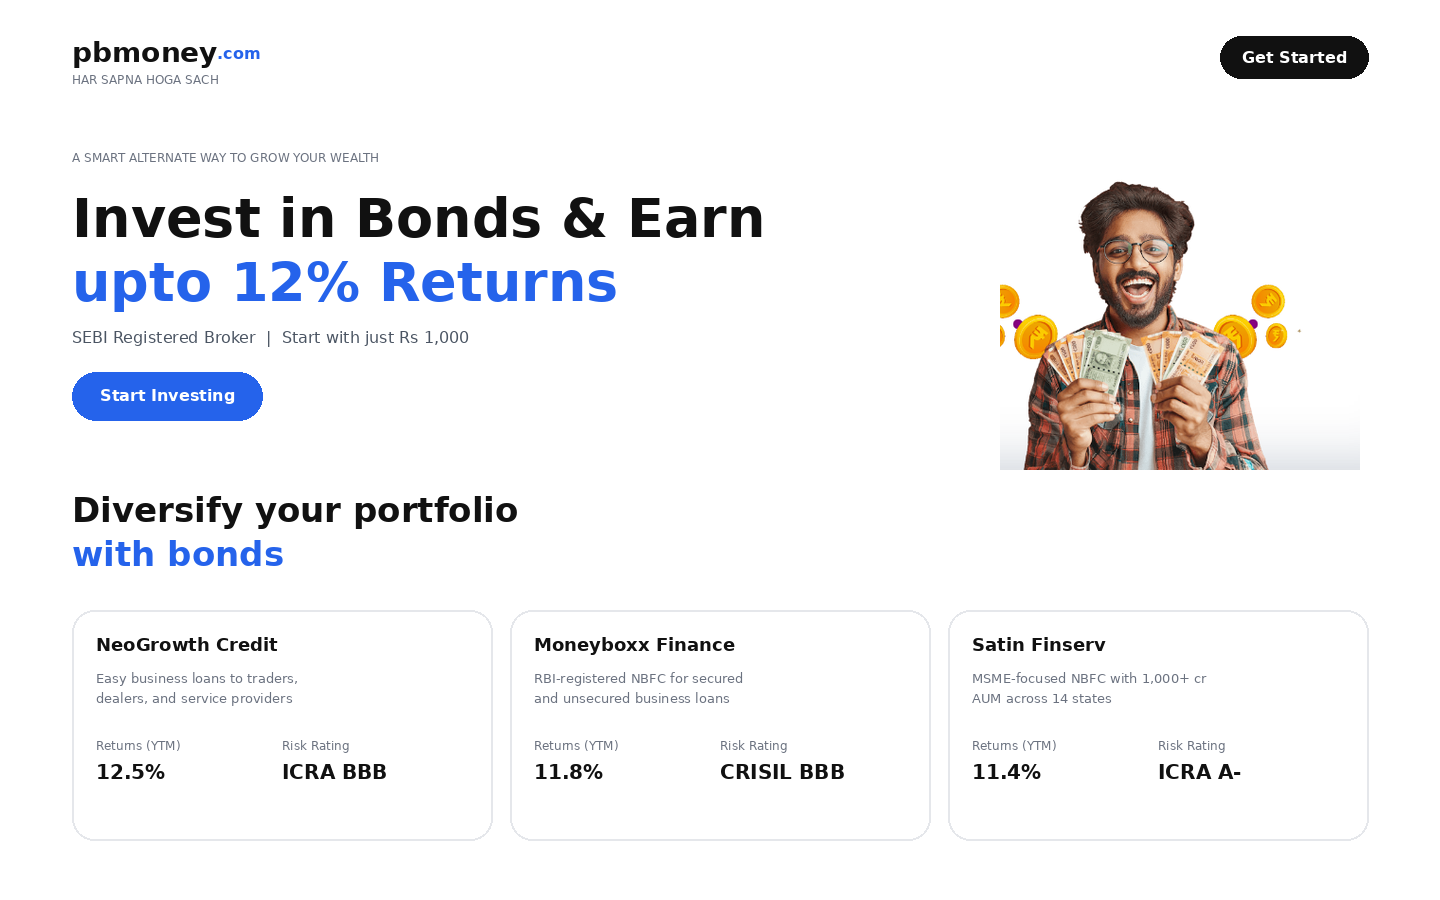 pbmoney.com
HAR SAPNA HOGA SACH
Get Started
A SMART ALTERNATE WAY TO GROW YOUR WEALTH
Invest in Bonds & Earn
upto 12% Returns
SEBI Registered Broker | Start with just Rs 1,000
Start Investing
Diversify your portfolio
with bonds
NeoGrowth Credit
Easy business loans to traders,
dealers, and service providers
Returns (YTM)
Risk Rating
12.5%
ICRA BBB
Moneyboxx Finance
RBI-registered NBFC for secured
and unsecured business loans
Returns (YTM)
Risk Rating
11.8%
CRISIL BBB
Satin Finserv
MSME-focused NBFC with 1,000+ cr
AUM across 14 states
Returns (YTM)
Risk Rating
11.4%
ICRA A-